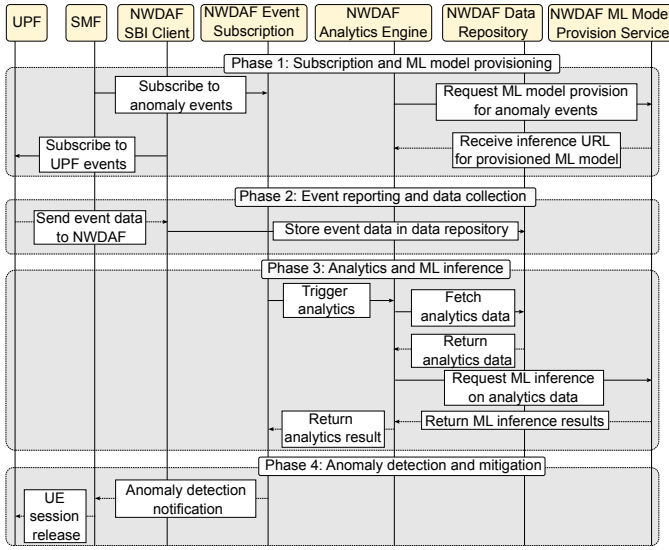 UPF
SMF
NWDAF
SBI Client
NWDAF Event
Subscription
NWDAF
Analytics Engine
NWDAF Data
Repository
NWDAF ML Mode
Provision Service
Phase 1: Subscription and ML model provisioning
Subscribe to
anomaly events
Request ML model provision
for anomaly events
Subscribe to
UPF events
Receive inference URL
for provisioned ML model
Phase 2: Event reporting and data collection
Send event data
to NWDAF
Store event data in data repository
Phase 3: Analytics and ML inference
Trigger
analytics
Fetch
analytics data
Return
analytics data
Request ML inference
on analytics data
Return
analytics result
Return ML inference results
Phase 4: Anomaly detection and mitigation
Anomaly detection
notification
UE
session
release